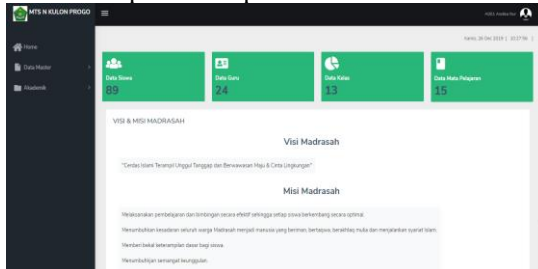 MTS N KULON PROGO
Home
Data Master
Akademik
Data Siswa
89
Data Guru
24
Data Kelas
13
Data Mata Pelajaran
15
VISI & MISI MADRASAH
Visi Madrasah
"Cerdas Islami Terampil Unggul Tanggap dan Berwawasan Maju & Cinta Lingkungan"
Misi Madrasah
Melaksanakan pembelajaran dan bimbingan secara efektif sehingga setiap siswa berkembang secara optimal.
Menumbuhkan kesadaran seluruh warga Madrasah menjadi manusia yang beriman, bertaqwa, berakhlaq mulia dan menjalankan syariat Islam.
Memberi bekal keterampilan dasar bagi siswa.
Menumbuhkan semangat keunggulan.